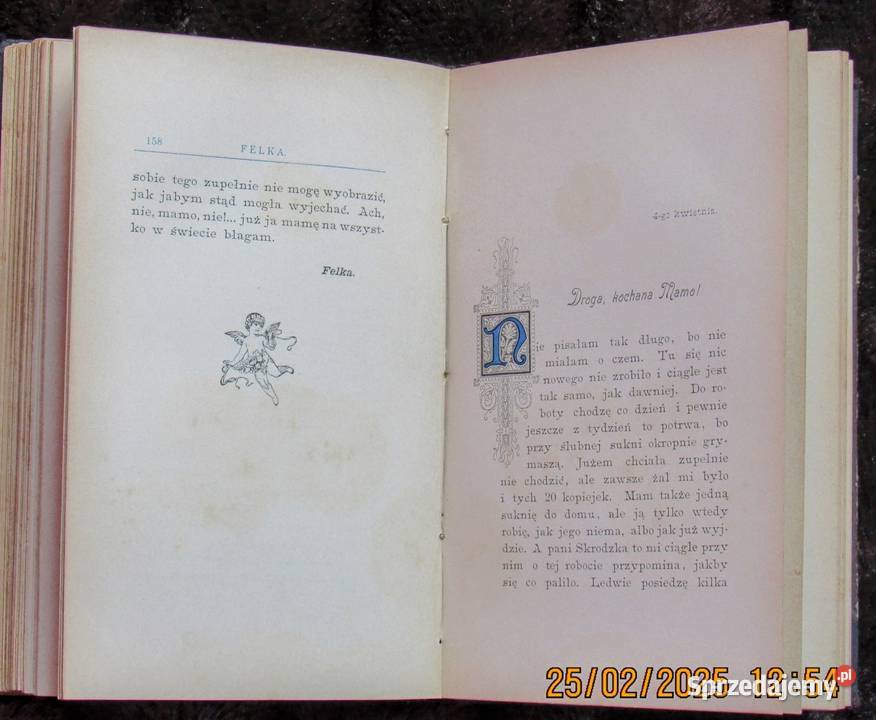 158
FELKA.
sobie tego zupełnie nie mogę wyobrazić,
jak jabym stąd mogła wyjechać. Ach,
nie, mamo, nie!... już ja mamę na wszyst-
ko w świecie błagam.
Felka.
4-go kwietnia.
Droga, kochana Mamo!
Nie pisałam tak długo, bo nie
miałam o czem. Tu się nic
nowego nie zrobiło i ciągle jest
tak samo, jak dawniej. Do ro-
boty chodzę co dzień i pewnie
jeszcze z tydzień to potrwa, bo
przy ślubnej sukni okropnie gry-
maszą. Jużem chciała zupełnie
nie chodzić, ale zawsze żal mi było
i tych 20 kopiejek. Mam także jedną
suknię do domu, ale ją tylko wtedy
robię, jak jego niema, albo jak już wyj-
dzie. A pani Skrodzka to mi ciągle przy
nim o tej robocie przypomina, jakby
się co paliło. Ledwie posiedzę kilka
25/02/2025 12:54
Sprzedajemy.pl